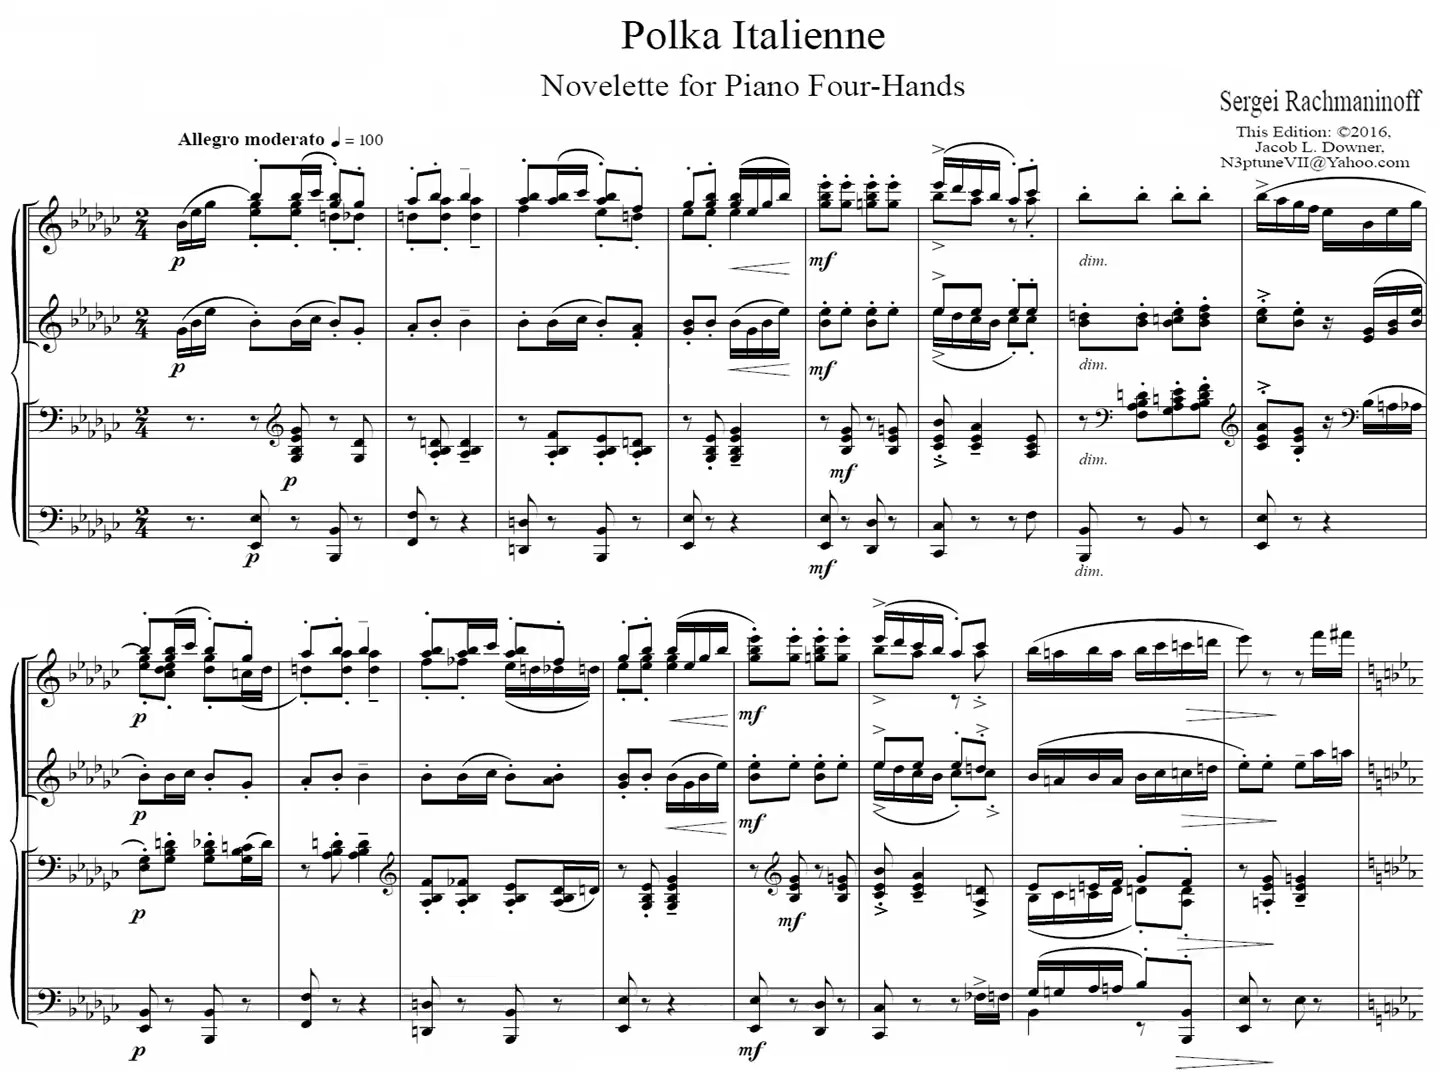 Polka Italienne
Novelette for Piano Four-Hands
Sergei Rachmaninoff
This Edition: ©2016,
Jacob L. Downer,
N3ptuneVII@Yahoo.com
Allegro moderato ♩ = 100
p
mf
dim.
p
mf
dim.
p
mf
dim.
p
mf
dim.
p
mf
p
mf
p
mf
p
mf